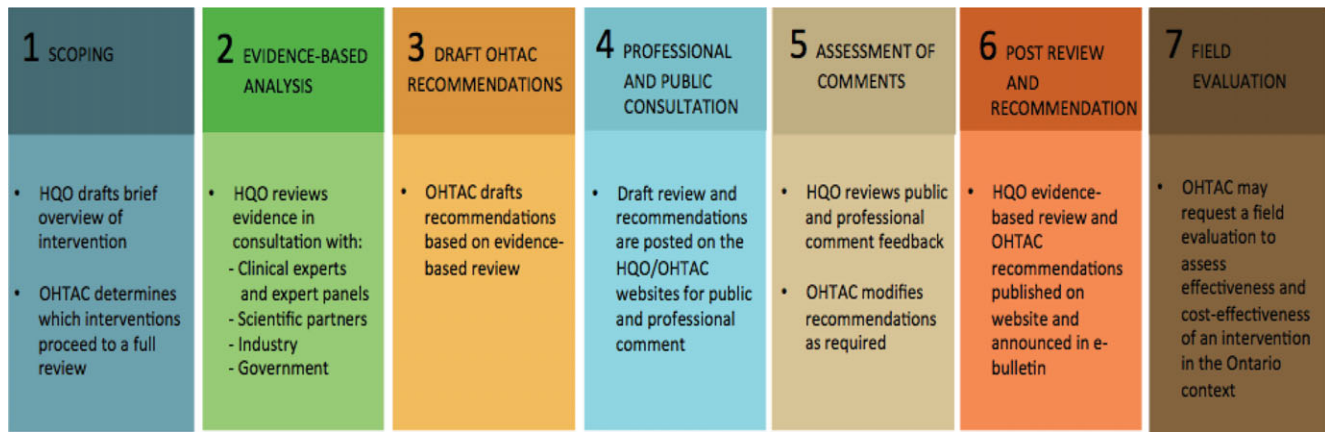 1 SCOPING
• HQO drafts brief
overview of
intervention
• OHTAC determines
which interventions
proceed to a full
review
2 EVIDENCE-BASED
ANALYSIS
• HQO reviews
evidence in
consultation with:
- Clinical experts
and expert panels
- Scientific partners
- Industry
- Government
3 DRAFT OHTAC
RECOMMENDATIONS
• OHTAC drafts
recommendations
based on evidence-
based review
4 PROFESSIONAL
AND PUBLIC
CONSULTATION
• Draft review and
recommendations
are posted on the
HQO/OHTAC
websites for public
and professional
comment
5 ASSESSMENT OF
COMMENTS
• HQO reviews public
and professional
comment feedback
• OHTAC modifies
recommendations
as required
6 POST REVIEW
AND
RECOMMENDATION
• HQO evidence-
based review and
OHTAC
recommendations
published on
website and
announced in e-
bulletin
7 FIELD
EVALUATION
• OHTAC may
request a field
evaluation to
assess
effectiveness and
cost-effectiveness
of an intervention
in the Ontario
context